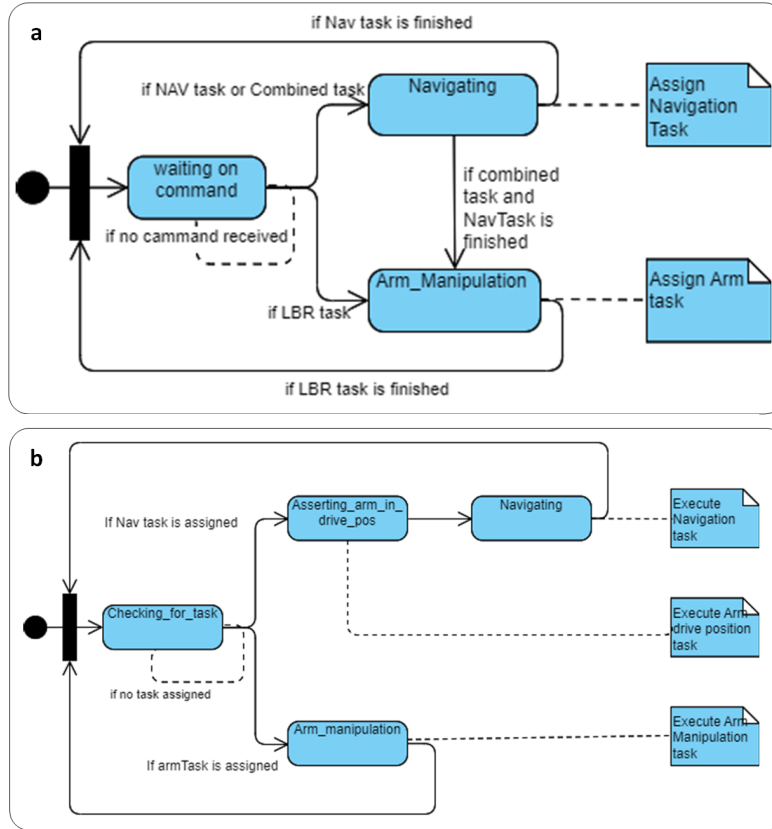 a
if Nav task is finished
if NAV task or Combined task
Navigating
Assign
Navigation
Task
waiting on
command
if combined
task and
NavTask is
finished
if no cammand received
Arm_Manipulation
Assign Arm
task
if LBR task
if LBR task is finished
b
If Nav task is assigned
Asserting_arm_in_
drive_pos
Navigating
Execute
Navigation
task
Checking_for_task
Execute Arm
drive position
task
if no task assigned
Arm_manipulation
Execute Arm
Manipulation
task
If armTask is assigned